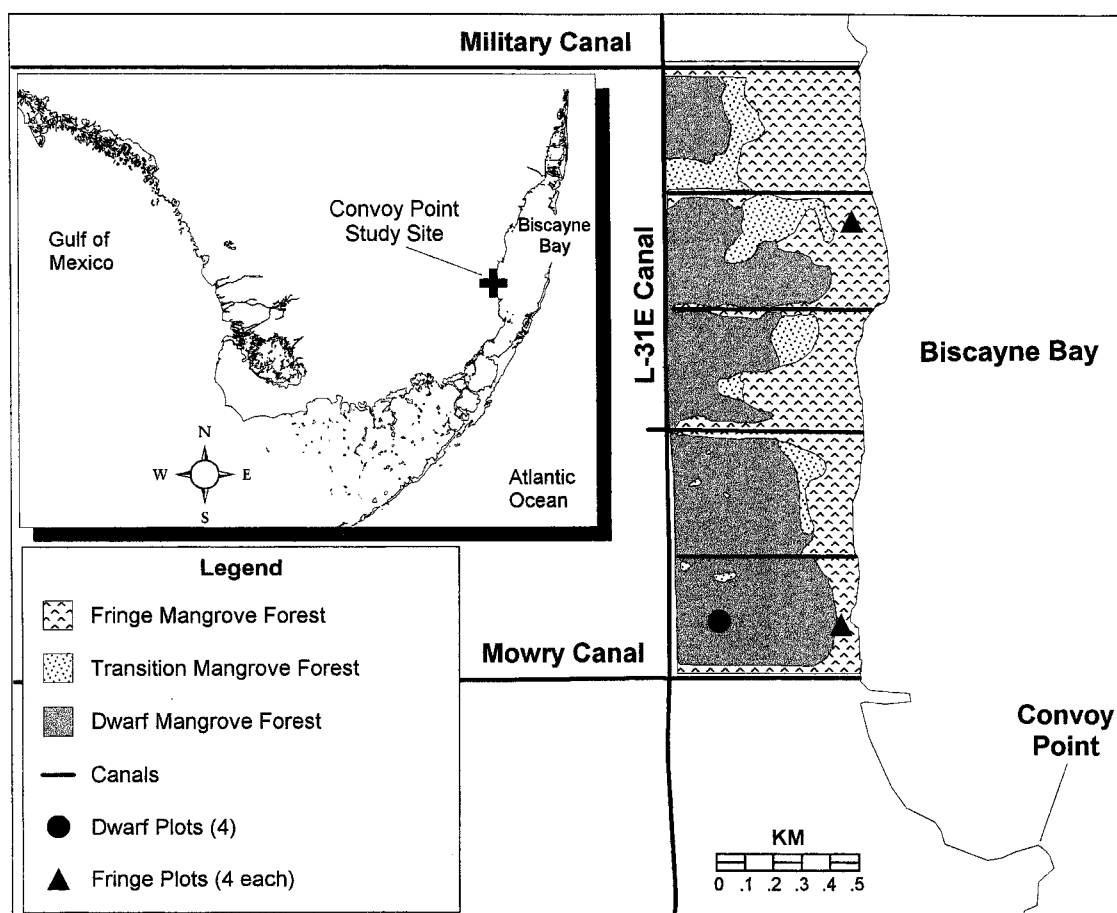 Military Canal
Convoy Point
Study Site
Biscayne
Bay
Gulf of
Mexico
N
W
E
S
Atlantic
Ocean
L-31E Canal
Biscayne Bay
Legend
Fringe Mangrove Forest
Transition Mangrove Forest
Dwarf Mangrove Forest
Canals
Dwarf Plots (4)
Fringe Plots (4 each)
Mowry Canal
Convoy
Point
KM
0 .1 .2 .3 .4 .5